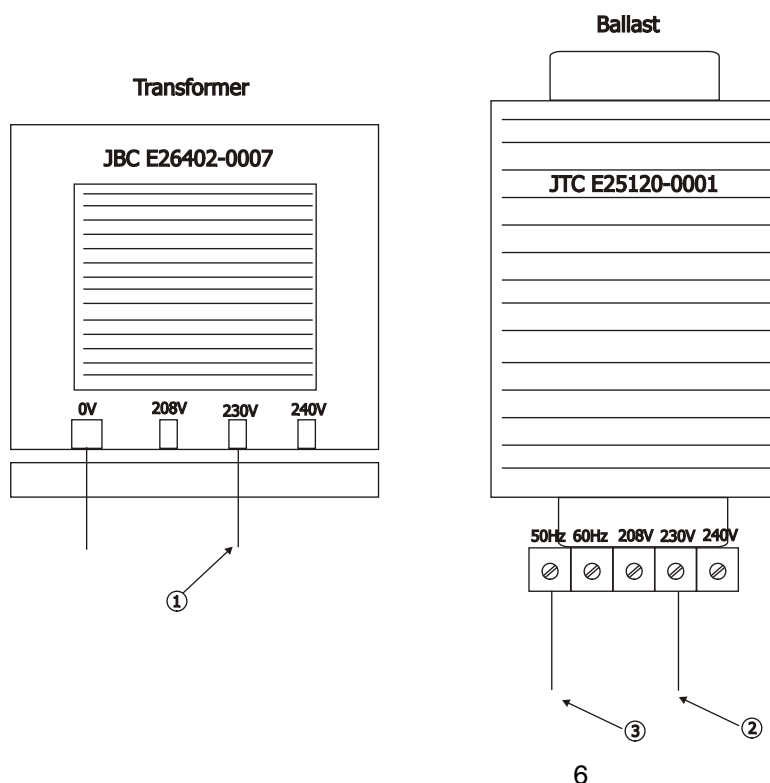 Ballast
Transformer
JBC E26402-0007
JTC E25120-0001
0V 208V 230V 240V
50Hz 60Hz 208V 230V 240V
1
3
2
6